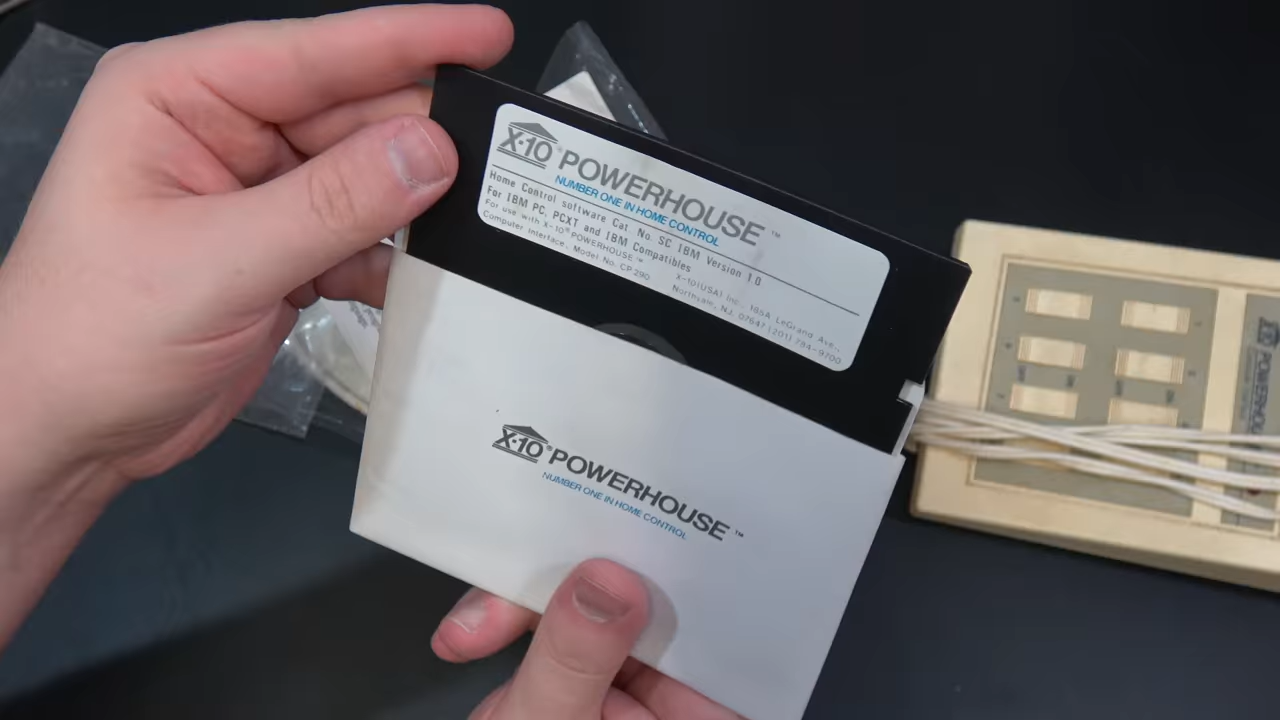 X-10® POWERHOUSE™
NUMBER ONE IN HOME CONTROL
Home Control software Cat. No. SC IBM Version 1.0
For IBM PC, PCXT and IBM Compatibles
For use with X-10® POWERHOUSE™
Computer Interface, Model No. CP290
X-10(USA) Inc., 185A LeGrand Ave.,
Northvale, N.J. 07647 (201) 784-9700
X-10® POWERHOUSE™
NUMBER ONE IN HOME CONTROL
X-10 POWERHOU